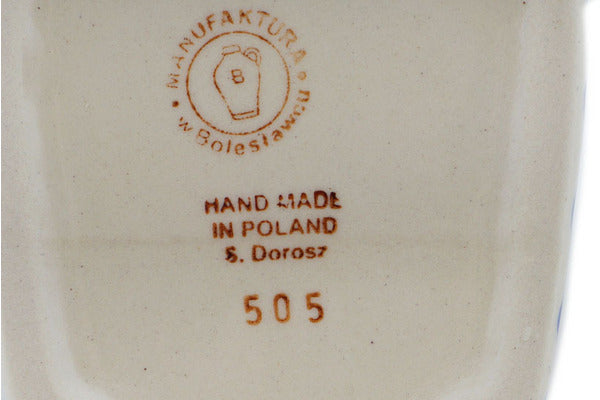 MANUFAKTURA
B
w Bolesławcu
HAND MADE
IN POLAND
S. Dorosz
505